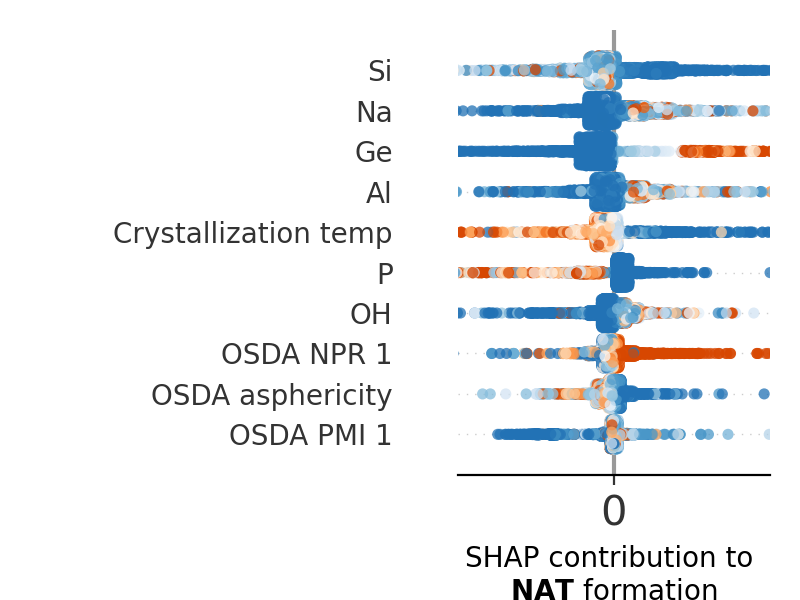 Si
Na
Ge
Al
Crystallization temp
P
OH
OSDA NPR 1
OSDA asphericity
OSDA PMI 1
0
SHAP contribution to
NAT formation